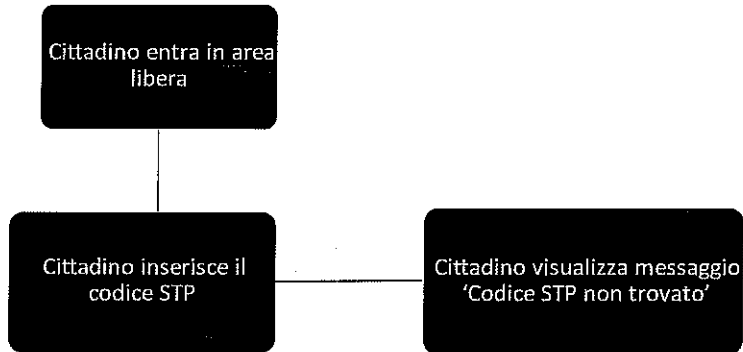 Cittadino entra in area
libera
Cittadino inserisce il
codice STP
Cittadino visualizza messaggio
'Codice STP non trovato'